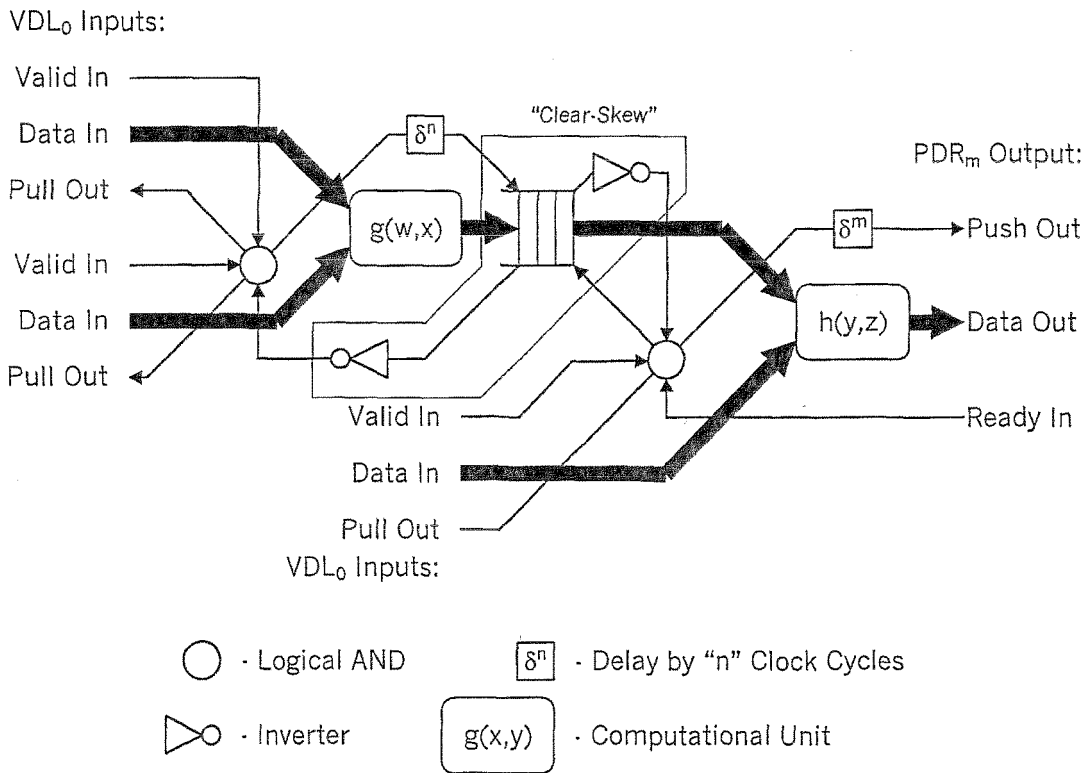 VDL₀ Inputs:
Valid In
Data In
Pull Out
Valid In
Data In
Pull Out
δⁿ
"Clear-Skew"
g(w,x)
PDRₘ Output:
δᵐ
Push Out
h(y,z)
Data Out
Valid In
Ready In
Data In
Pull Out
VDL₀ Inputs:
- Logical AND
δⁿ - Delay by "n" Clock Cycles
- Inverter
g(x,y) - Computational Unit